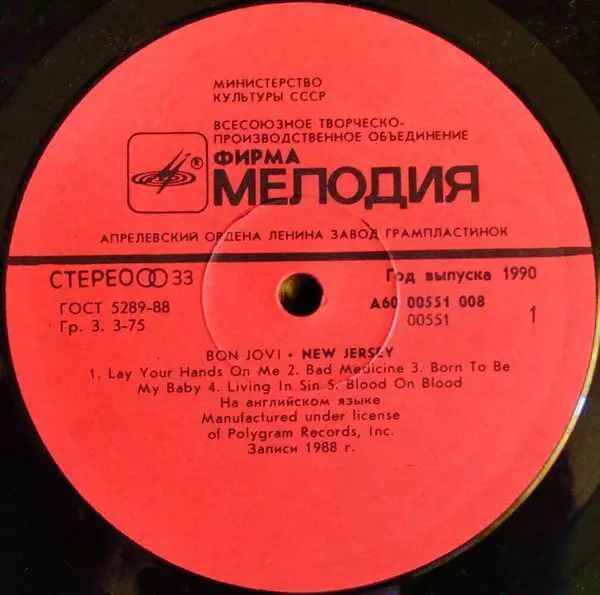 МИНИСТЕРСТВО
КУЛЬТУРЫ СССР
ВСЕСОЮЗНОЕ ТВОРЧЕСКО-
ПРОИЗВОДСТВЕННОЕ ОБЪЕДИНЕНИЕ
® ФИРМА
МЕЛОДИЯ
АПРЕЛЕВСКИЙ ОРДЕНА ЛЕНИНА ЗАВОД ГРАМПЛАСТИНОК
СТЕРЕО 33
Год выпуска 1990
ГОСТ 5289-88
А60 00551 008
Гр. 3. 3-75
00551
1
BON JOVI • NEW JERSEY
1. Lay Your Hands On Me 2. Bad Medicine 3. Born To Be
My Baby 4. Living In Sin 5. Blood On Blood
На английском языке
Manufactured under license
of Polygram Records, Inc.
Записи 1988 г.